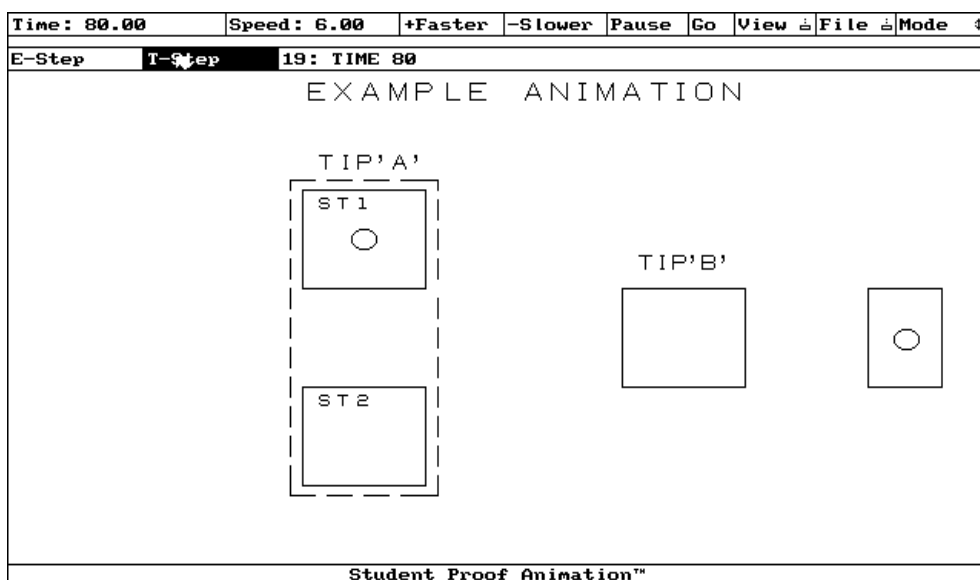 Time: 80.00 Speed: 6.00 +Faster -Slower Pause Go View File Mode
E-Step T-Step 19: TIME 80
EXAMPLE ANIMATION
TIP'A'
ST1
TIP'B'
ST2
Student Proof Animation™